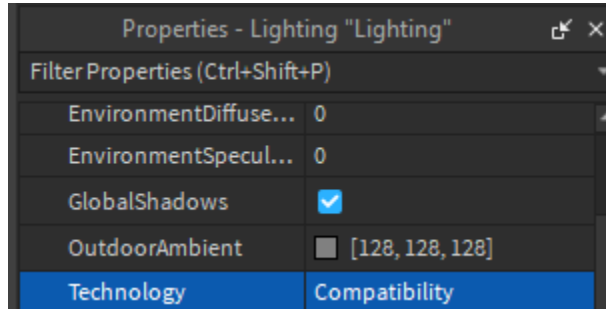 Properties - Lighting "Lighting"
Filter Properties (Ctrl+Shift+P)
EnvironmentDiffuse... 0
EnvironmentSpecul... 0
GlobalShadows
OutdoorAmbient [128, 128, 128]
Technology Compatibility